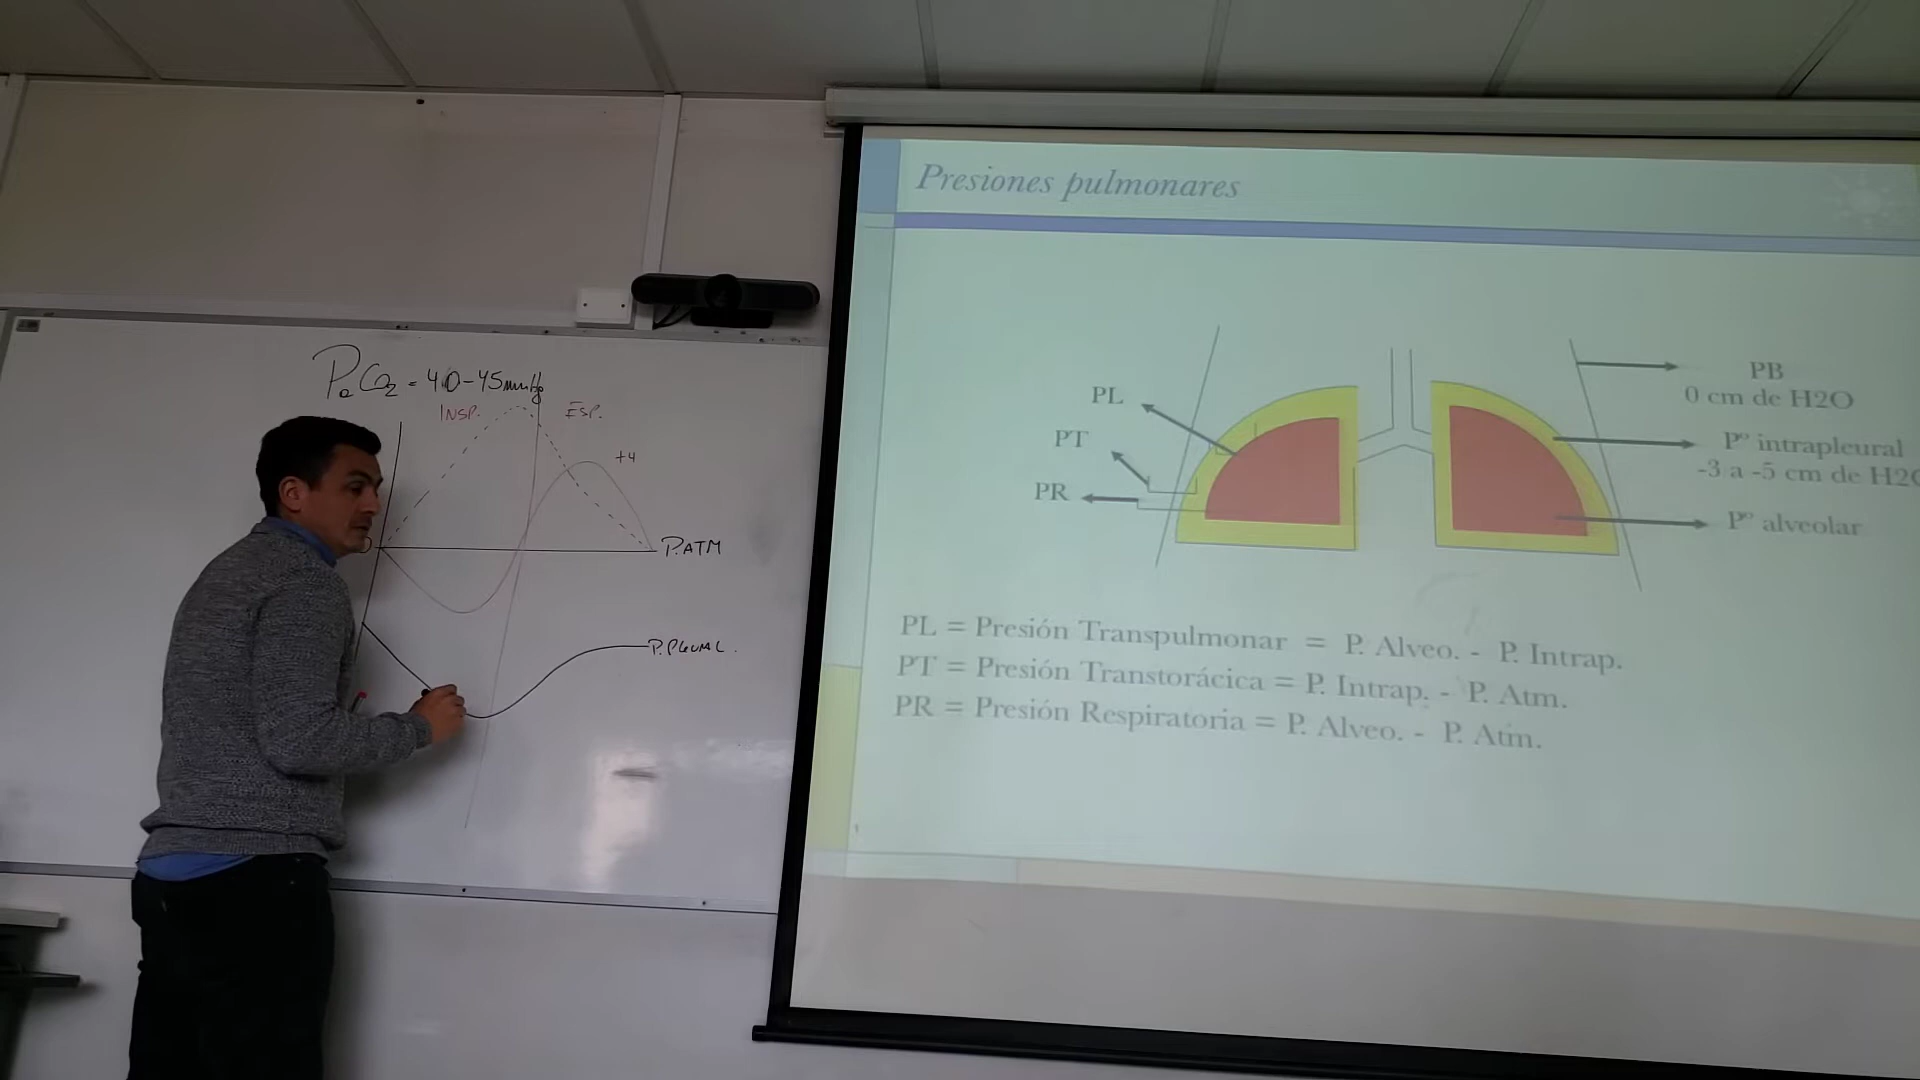 PaCO2 = 40-45mmHg
INSP. ESP.
+4
P.ATM
P.PLEURAL.
Presiones pulmonares
PL
PT
PR
PB
0 cm de H2O
Pº intrapleural
-3 a -5 cm de H2O
Pº alveolar
PL = Presión Transpulmonar = P. Alveo. - P. Intrap.
PT = Presión Transtorácica = P. Intrap. - P. Atm.
PR = Presión Respiratoria = P. Alveo. - P. Atm.